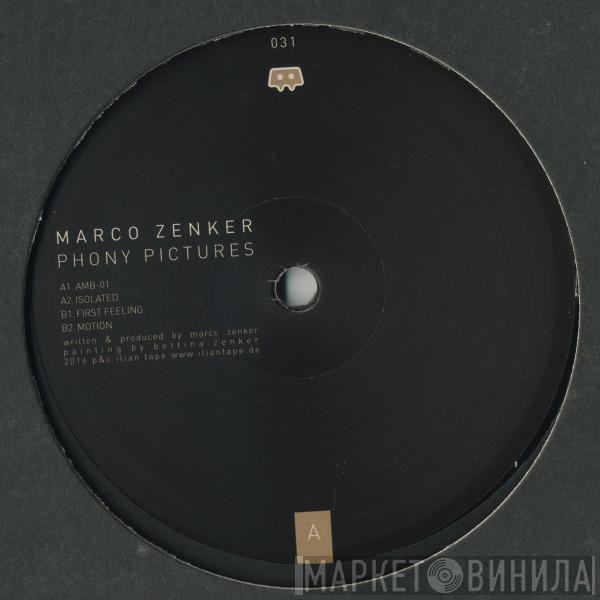 031
MARCO ZENKER
PHONY PICTURES
A1. AMB-01
A2. ISOLATED
B1. FIRST FEELING
B2. MOTION
written & produced by marco zenker
painting by bettina zenker
2016 p&c ilian tape www.iliantape.de
A
МАРКЕТ ВИНИЛА